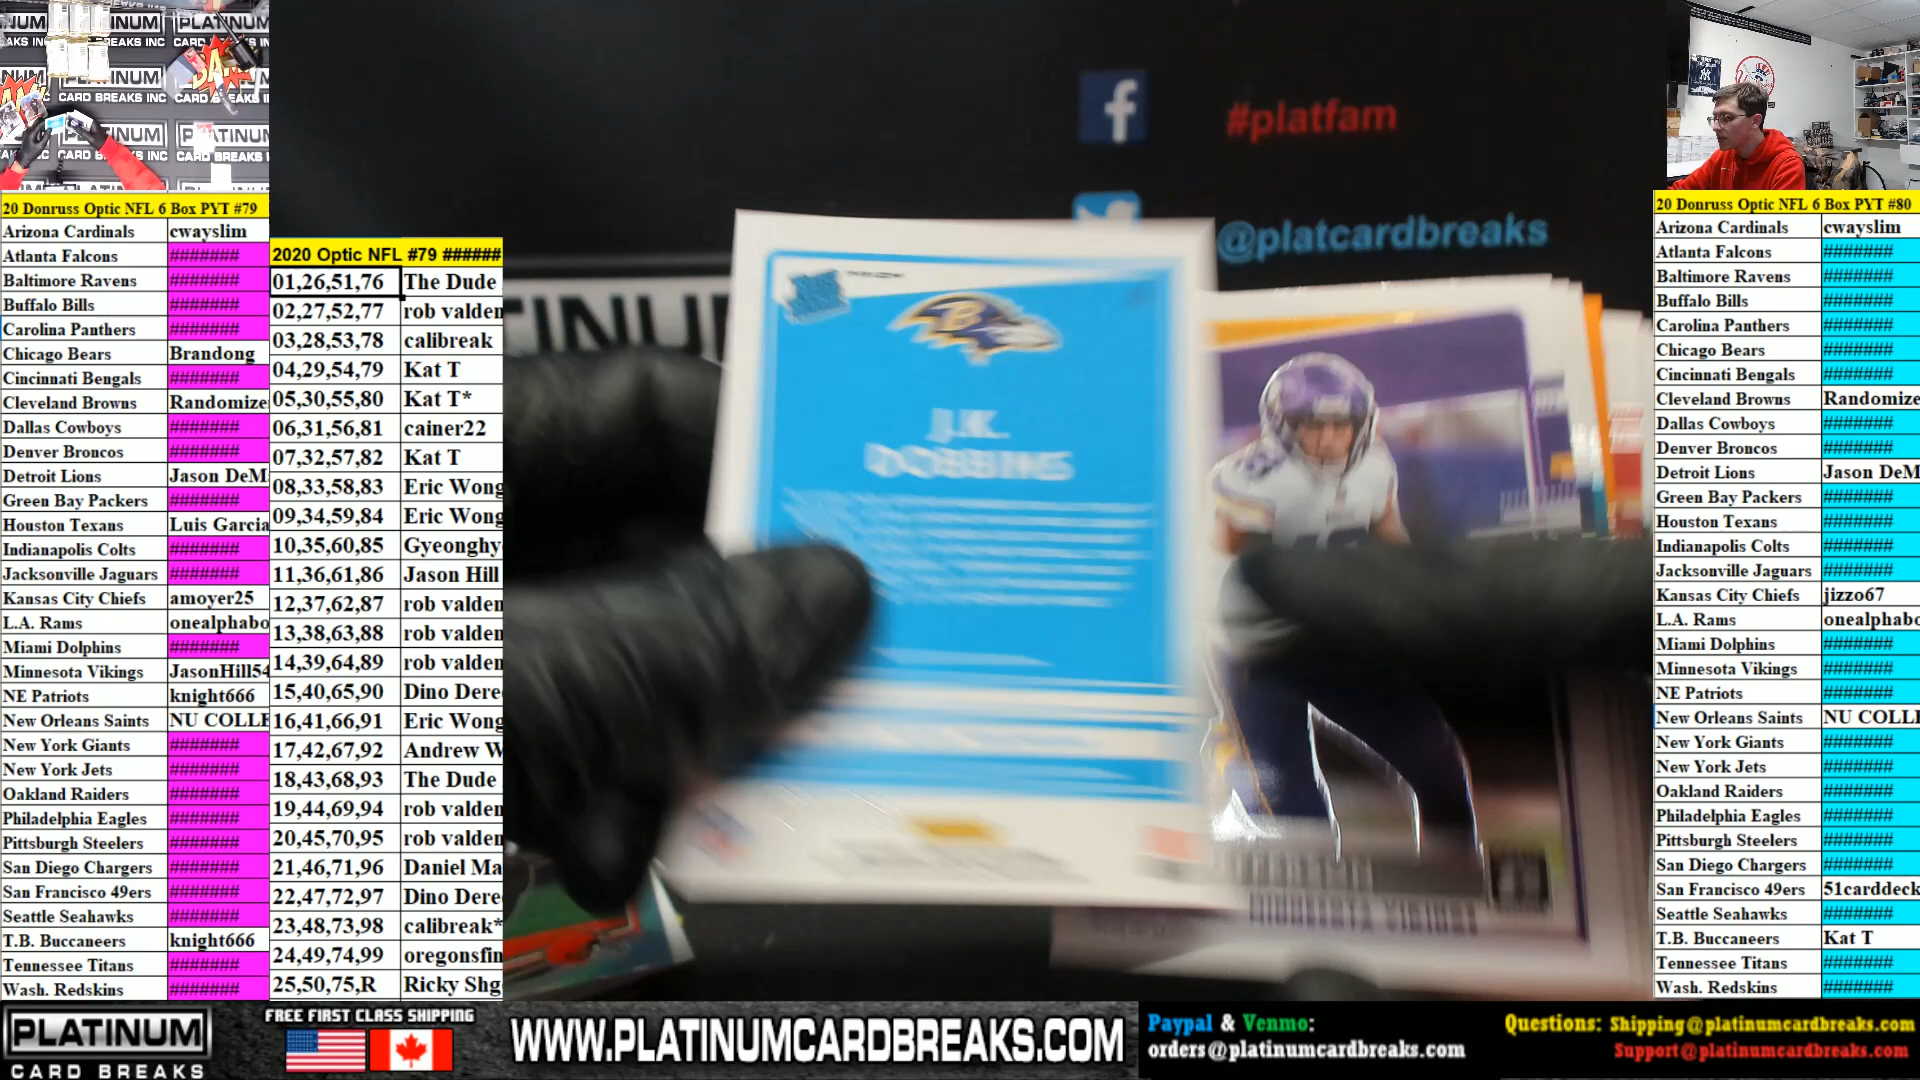 20 Donruss Optic NFL 6 Box PYT #79
Arizona Cardinals cwayslim
Atlanta Falcons #######
Baltimore Ravens #######
Buffalo Bills #######
Carolina Panthers #######
Chicago Bears Brandong
Cincinnati Bengals #######
Cleveland Browns Randomize
Dallas Cowboys #######
Denver Broncos #######
Detroit Lions Jason DeM
Green Bay Packers #######
Houston Texans Luis Garcia
Indianapolis Colts #######
Jacksonville Jaguars #######
Kansas City Chiefs amoyer25
L.A. Rams onealphabo
Miami Dolphins #######
Minnesota Vikings JasonHill54
NE Patriots knight666
New Orleans Saints NU COLLE
New York Giants #######
New York Jets #######
Oakland Raiders #######
Philadelphia Eagles #######
Pittsburgh Steelers #######
San Diego Chargers #######
San Francisco 49ers #######
Seattle Seahawks #######
T.B. Buccaneers knight666
Tennessee Titans #######
Wash. Redskins #######
2020 Optic NFL #79 ######
01,26,51,76 The Dude
02,27,52,77 rob valden
03,28,53,78 calibreak
04,29,54,79 Kat T
05,30,55,80 Kat T*
06,31,56,81 cainer22
07,32,57,82 Kat T
08,33,58,83 Eric Wong
09,34,59,84 Eric Wong
10,35,60,85 Gyeonghy
11,36,61,86 Jason Hill
12,37,62,87 rob valden
13,38,63,88 rob valden
14,39,64,89 rob valden
15,40,65,90 Dino Dere
16,41,66,91 Eric Wong
17,42,67,92 Andrew W
18,43,68,93 The Dude
19,44,69,94 rob valden
20,45,70,95 rob valden
21,46,71,96 Daniel Ma
22,47,72,97 Dino Dere
23,48,73,98 calibreak*
24,49,74,99 oregonsfin
25,50,75,R Ricky Shg
#platfam
@platcardbreaks
J.K.
DOBBINS
MINNESOTA VIKINGS
20 Donruss Optic NFL 6 Box PYT #80
Arizona Cardinals cwayslim
Atlanta Falcons #######
Baltimore Ravens #######
Buffalo Bills #######
Carolina Panthers #######
Chicago Bears #######
Cincinnati Bengals #######
Cleveland Browns Randomize
Dallas Cowboys #######
Denver Broncos #######
Detroit Lions Jason DeM
Green Bay Packers #######
Houston Texans #######
Indianapolis Colts #######
Jacksonville Jaguars #######
Kansas City Chiefs jizzo67
L.A. Rams onealphabo
Miami Dolphins #######
Minnesota Vikings #######
NE Patriots #######
New Orleans Saints NU COLL
New York Giants #######
New York Jets #######
Oakland Raiders #######
Philadelphia Eagles #######
Pittsburgh Steelers #######
San Diego Chargers #######
San Francisco 49ers 51carddeck
Seattle Seahawks #######
T.B. Buccaneers Kat T
Tennessee Titans #######
Wash. Redskins #######
PLATINUM
CARD BREAKS
FREE FIRST CLASS SHIPPING
WWW.PLATINUMCARDBREAKS.COM
Paypal & Venmo:
orders@platinumcardbreaks.com
Questions: Shipping@platinumcardbreaks.com
Support@platinumcardbreaks.com